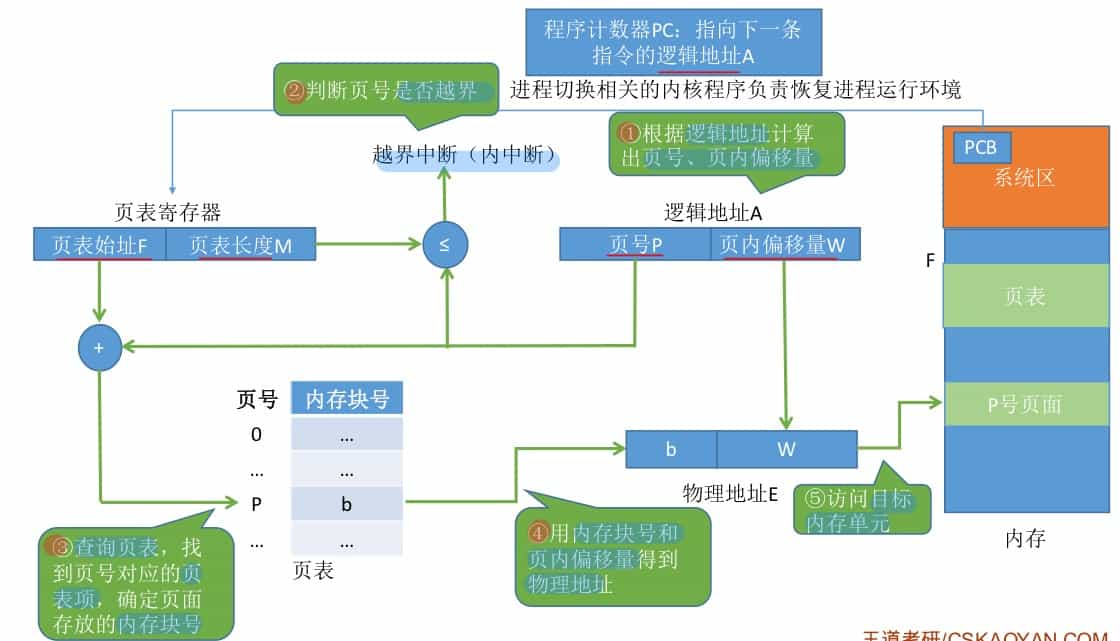 程序计数器PC：指向下一条
指令的逻辑地址A
②判断页号是否越界
进程切换相关的内核程序负责恢复进程运行环境
①根据逻辑地址计算
出页号、页内偏移量
越界中断（内中断）
PCB
系统区
页表寄存器
逻辑地址A
页表始址F
页表长度M
≤
页号P
页内偏移量W
F
页表
+
页号
内存块号
P号页面
0
…
…
…
b
W
P
b
物理地址E
⑤访问目标
内存单元
③查询页表，找
到页号对应的页
表项，确定页面
存放的内存块号
…
…
页表
④用内存块号和
页内偏移量得到
物理地址
内存
王道考研/CSKAOYAN.COM